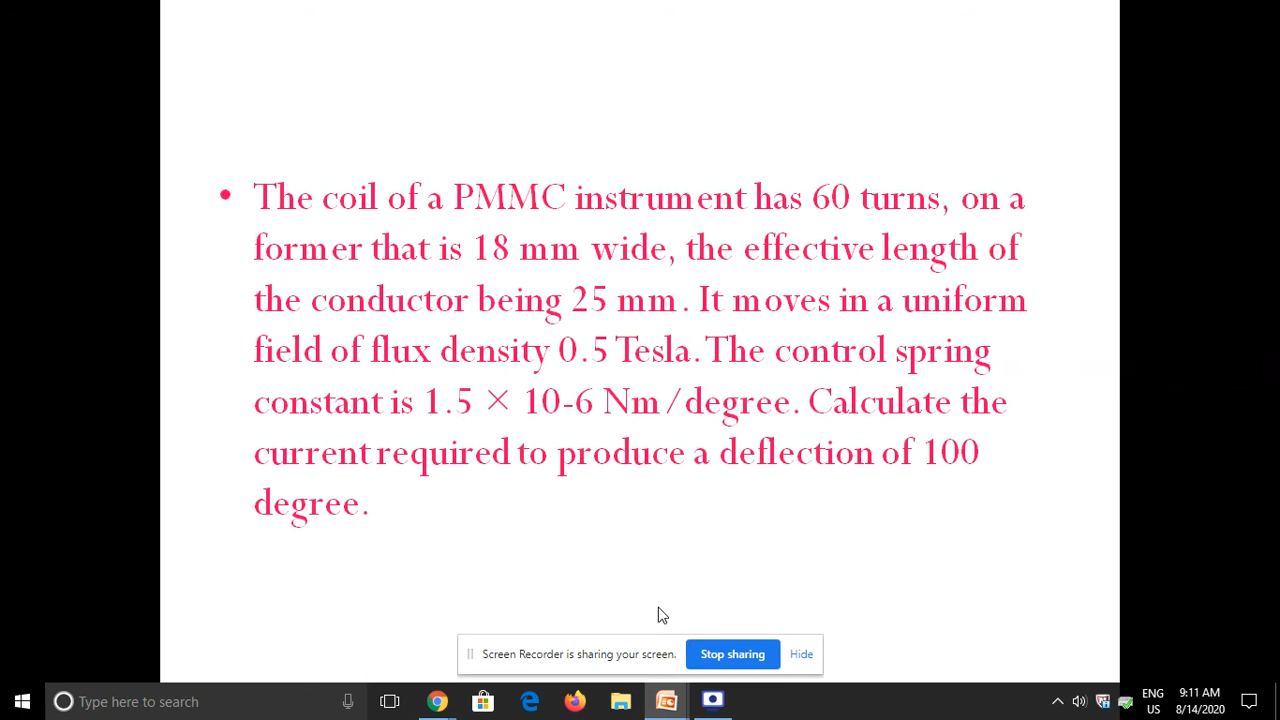 • The coil of a PMMC instrument has 60 turns, on a
former that is 18 mm wide, the effective length of
the conductor being 25 mm. It moves in a uniform
field of flux density 0.5 Tesla. The control spring
constant is 1.5 × 10-6 Nm/degree. Calculate the
current required to produce a deflection of 100
degree.
Screen Recorder is sharing your screen. Stop sharing Hide
Type here to search
ENG 9:11 AM
US 8/14/2020